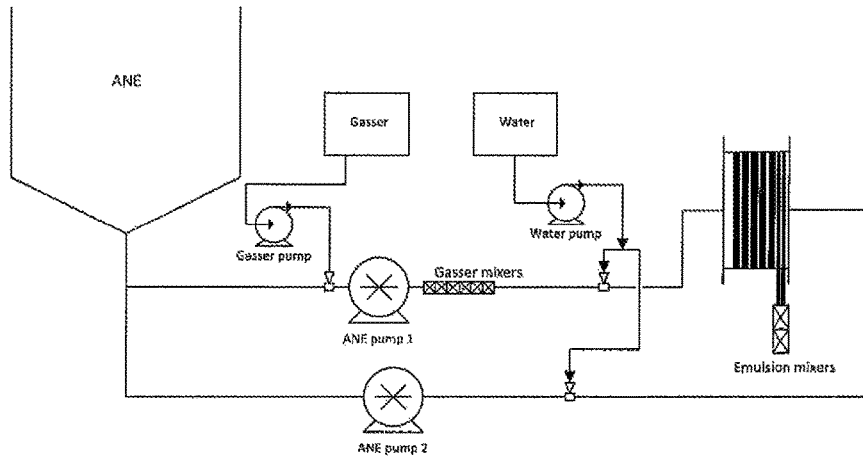 ANE
Gasser
Water
Gasser pump
Water pump
Gasser mixers
ANE pump 1
Emulsion mixers
ANE pump 2